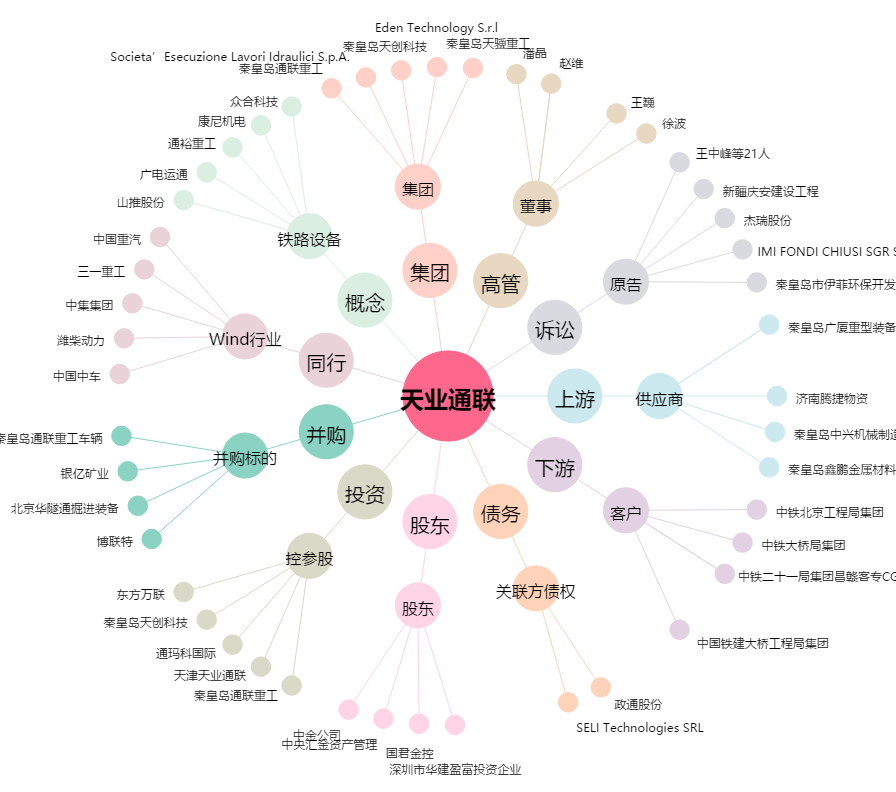 Eden Technology S.r.l
秦皇岛天创科技
秦皇岛天骏重工
Societa’ Esecuzione Lavori Idraulici S.p.A.
秦皇岛通联重工
潘晶
赵维
众合科技
康尼机电
通裕重工
广电运通
山推股份
王巍
徐波
王中峰等21人
新疆庆安建设工程
杰瑞股份
IMI FONDI CHIUSI SGR S
秦皇岛市伊菲环保开发
集团
董事
铁路设备
集团
高管
原告
概念
诉讼
中国重汽
三一重工
中集集团
潍柴动力
中国中车
Wind行业
同行
天业通联
上游
供应商
秦皇岛广厦重型装备
济南腾捷物资
秦皇岛中兴机械制造
秦皇岛鑫鹏金属材料
秦皇岛通联重工车辆
银亿矿业
北京华隧通掘进装备
博联特
并购标的
并购
下游
客户
中铁北京工程局集团
中铁大桥局集团
中铁二十一局集团昌赣客专CG
中国铁建大桥工程局集团
投资
股东
债务
控参股
股东
关联方债权
东方万联
秦皇岛天创科技
通玛科国际
天津天业通联
秦皇岛通联重工
中金公司
中央汇金资产管理
国君金控
深圳市华建盈富投资企业
政通股份
SELI Technologies SRL